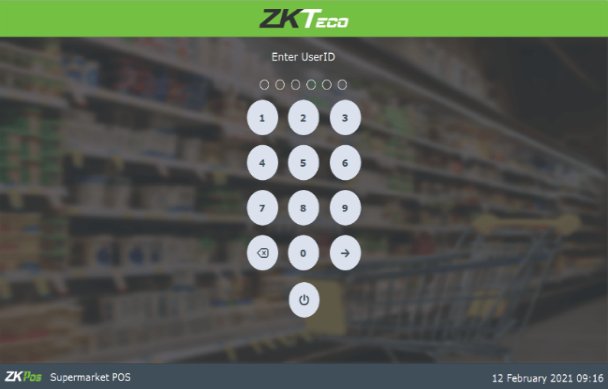 ZKTeco
Enter UserID
1 2 3
4 5 6
7 8 9
0
ZKPos Supermarket POS
12 February 2021 09:16